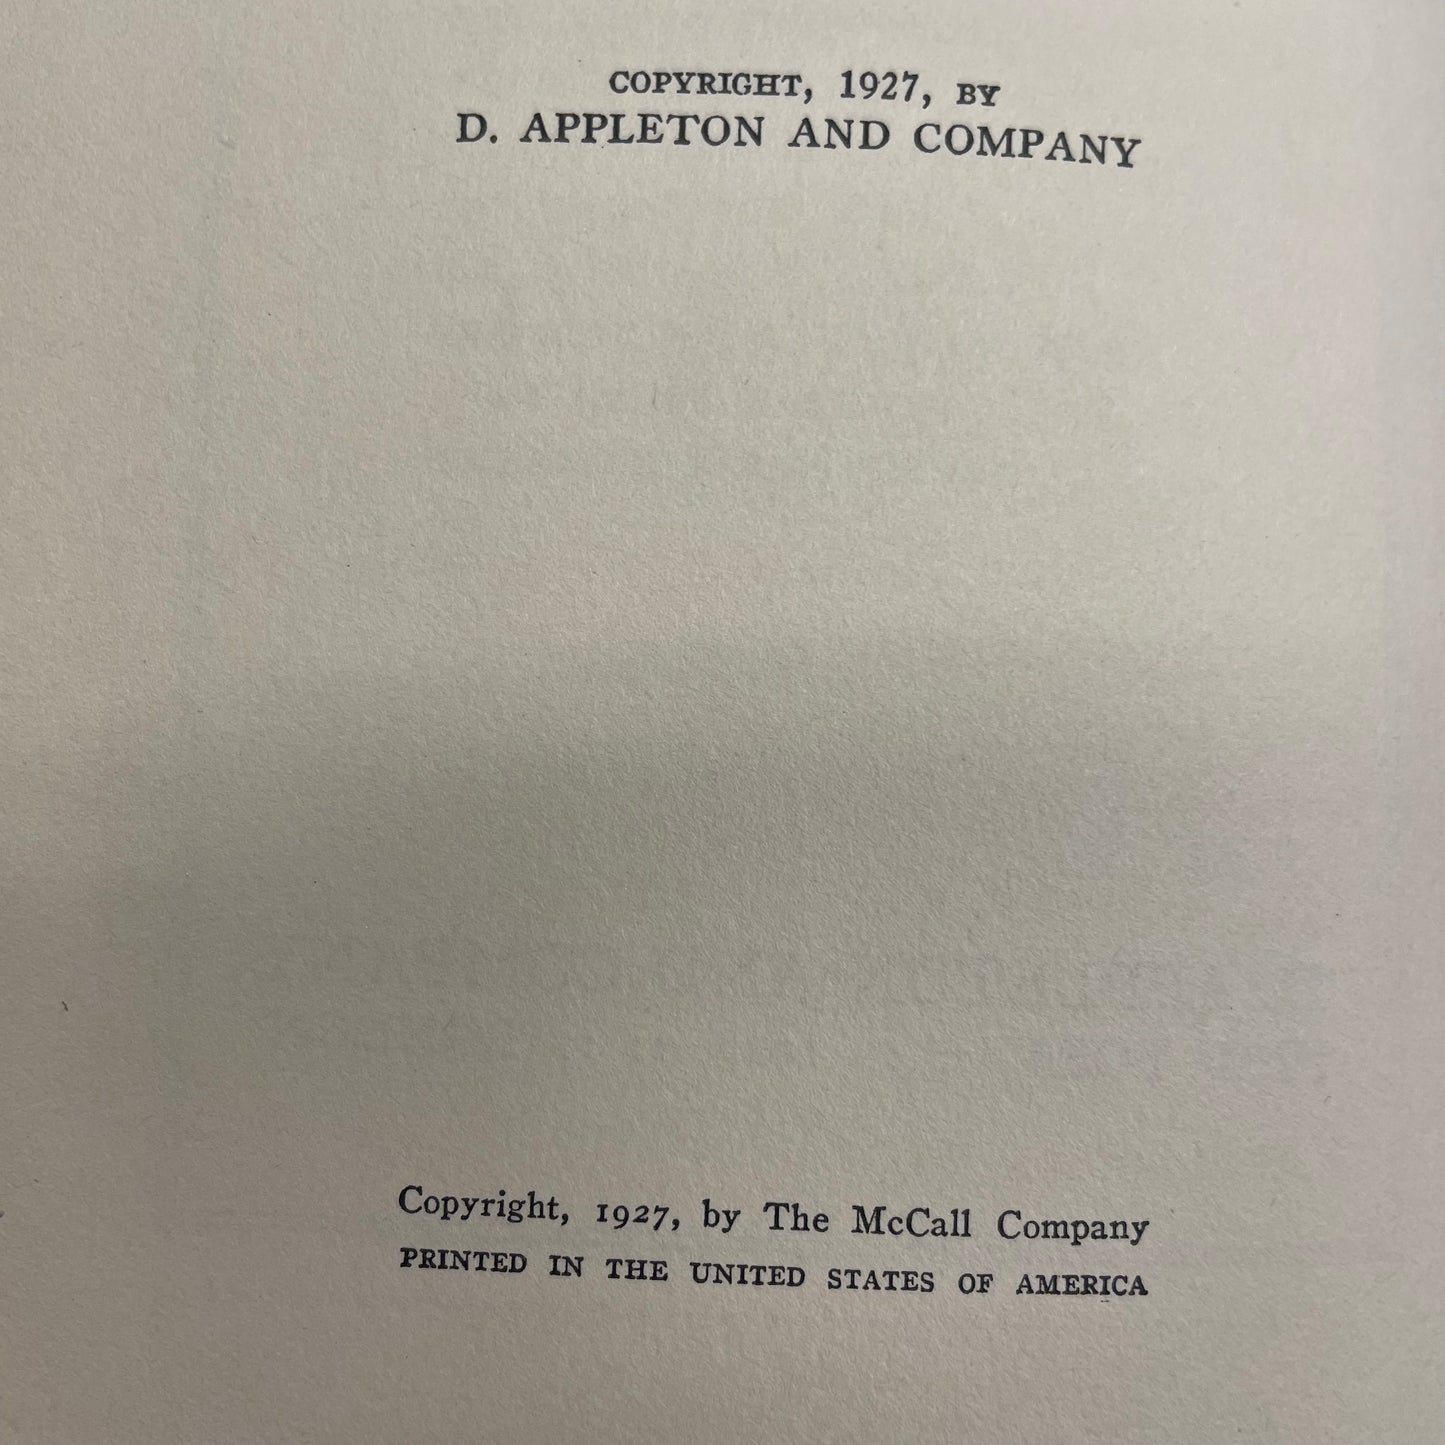 COPYRIGHT, 1927, BY
D. APPLETON AND COMPANY
Copyright, 1927, by The McCall Company
PRINTED IN THE UNITED STATES OF AMERICA